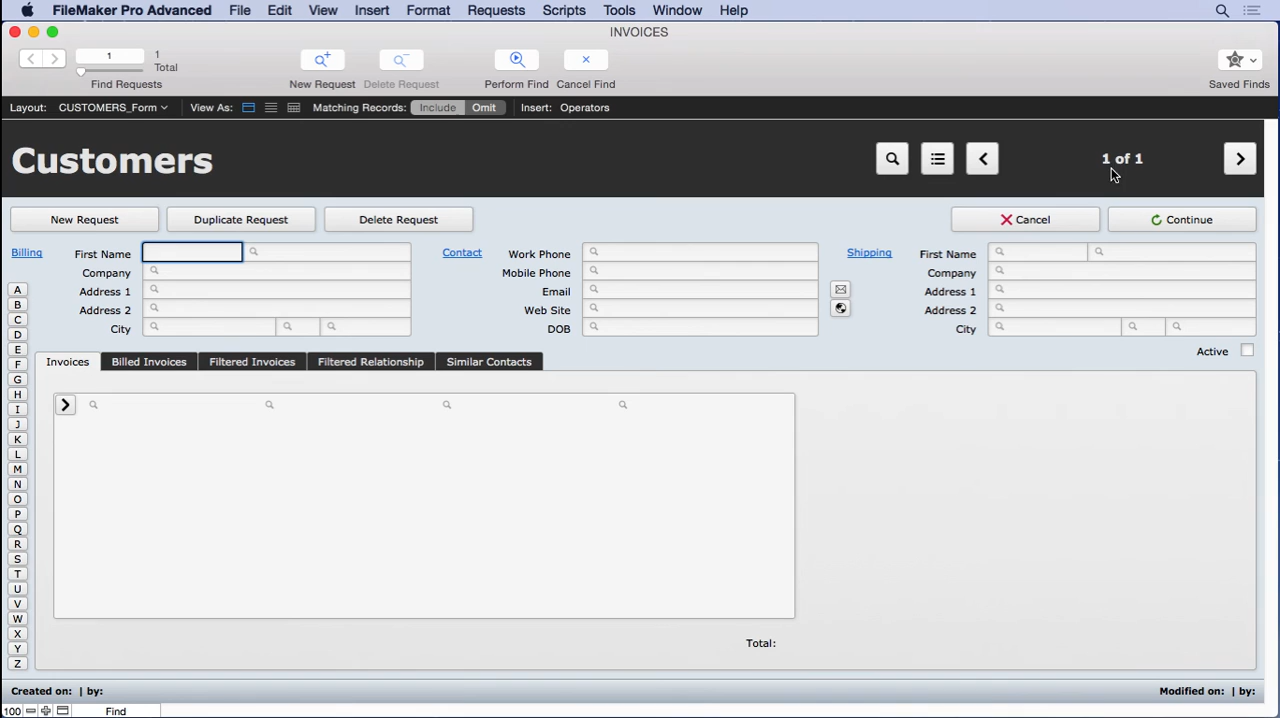 FileMaker Pro Advanced File Edit View Insert Format Requests Scripts Tools Window Help
INVOICES
1 1 Total
Find Requests New Request Delete Request Perform Find Cancel Find Saved Finds
Layout: CUSTOMERS_Form View As: Matching Records: Include Omit Insert: Operators
Customers 1 of 1
New Request Duplicate Request Delete Request Cancel Continue
Billing First Name Contact Work Phone Shipping First Name
Company Mobile Phone Company
Address 1 Email Address 1
Address 2 Web Site Address 2
City DOB City
Active
Invoices Billed Invoices Filtered Invoices Filtered Relationship Similar Contacts
A
B
C
D
E
F
G
H
I
J
K
L
M
N
O
P
Q
R
S
T
U
V
W
X
Y
Z
Total:
Created on: | by: Modified on: | by:
100 Find